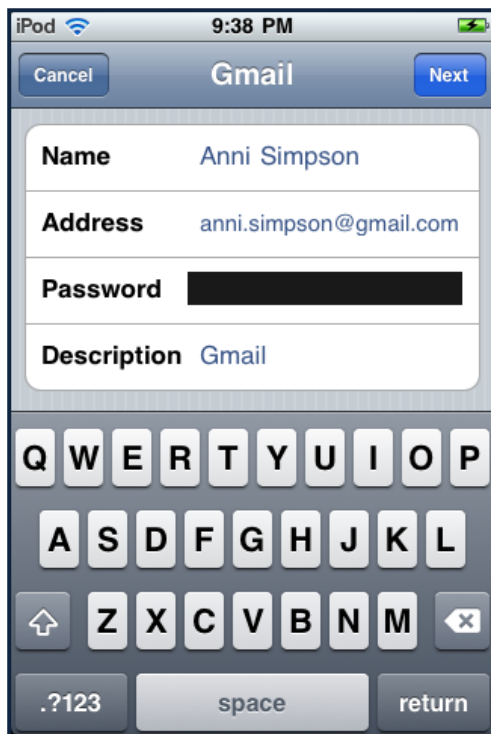 iPod 9:38 PM
Cancel Gmail Next
Name Anni Simpson
Address anni.simpson@gmail.com
Password
Description Gmail
Q W E R T Y U I O P
A S D F G H J K L
Z X C V B N M
.?123 space return